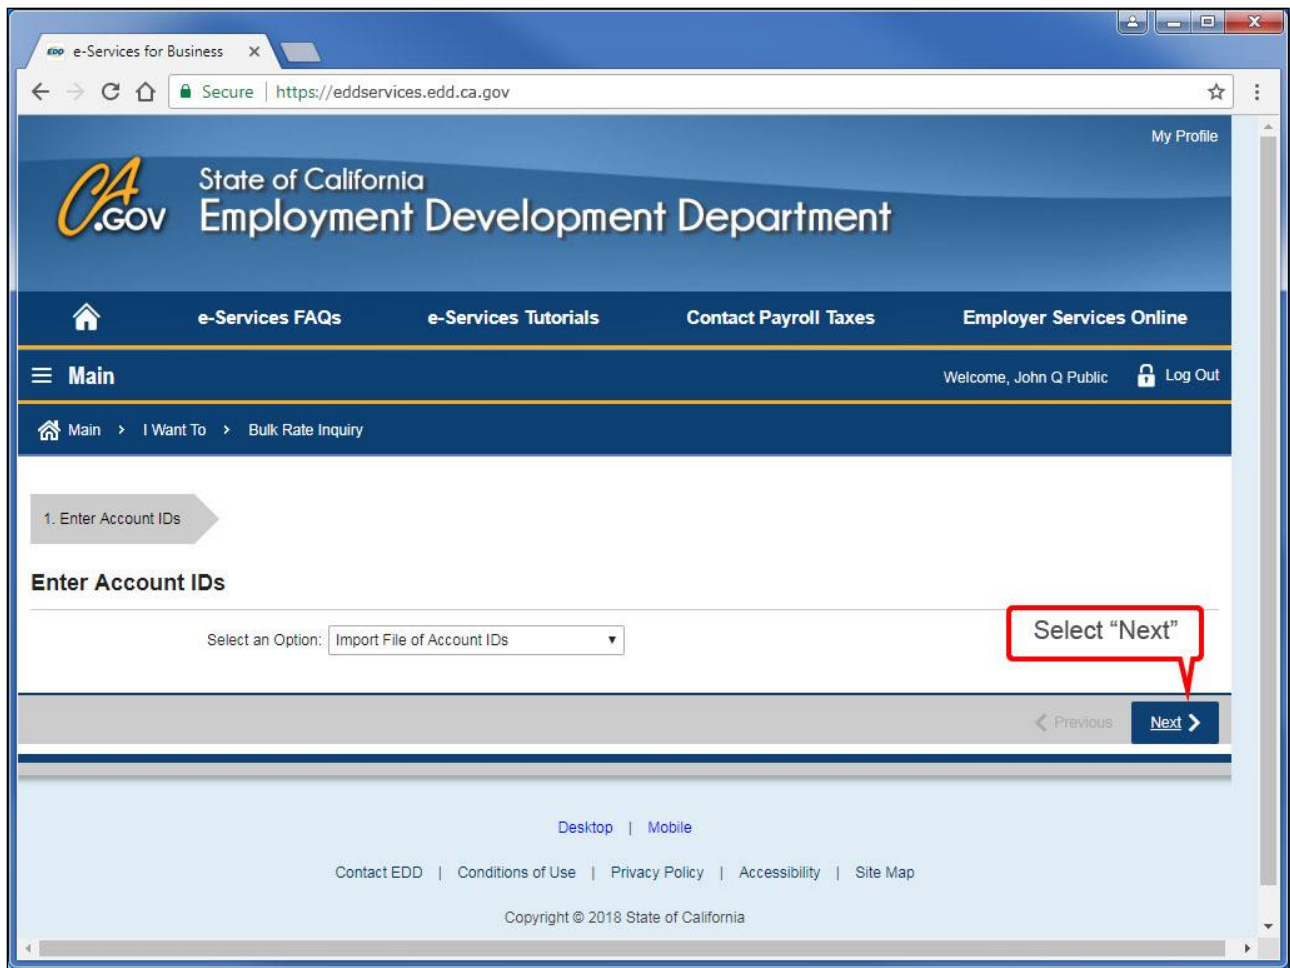 EDD e-Services for Business
Secure | https://eddservices.edd.ca.gov
My Profile
CA.GOV
State of California
Employment Development Department
e-Services FAQs e-Services Tutorials Contact Payroll Taxes Employer Services Online
Main Welcome, John Q Public Log Out
Main > I Want To > Bulk Rate Inquiry
1. Enter Account IDs
Enter Account IDs
Select an Option: Import File of Account IDs
Select “Next”
Previous Next
Desktop | Mobile
Contact EDD | Conditions of Use | Privacy Policy | Accessibility | Site Map
Copyright © 2018 State of California